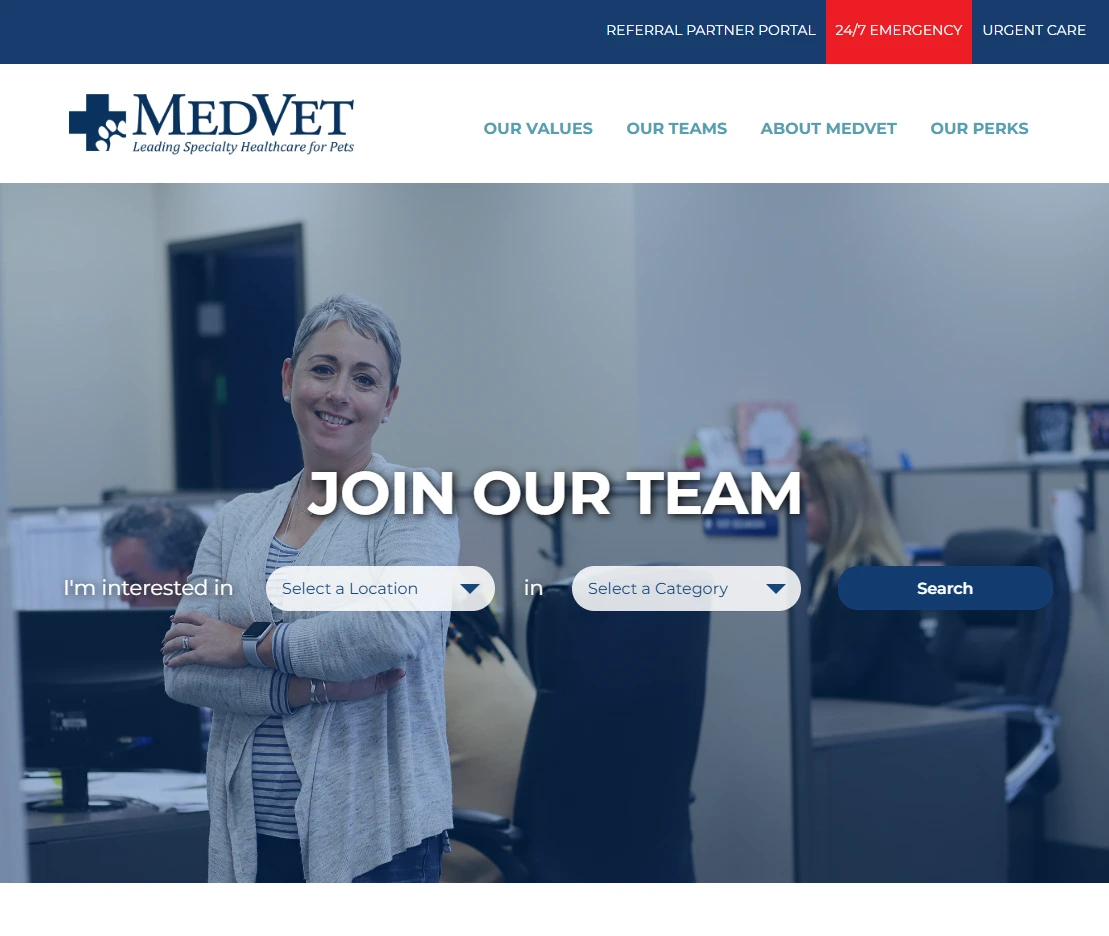 REFERRAL PARTNER PORTAL 24/7 EMERGENCY URGENT CARE
MEDVET
Leading Specialty Healthcare for Pets
OUR VALUES OUR TEAMS ABOUT MEDVET OUR PERKS
JOIN OUR TEAM
I'm interested in Select a Location in Select a Category Search